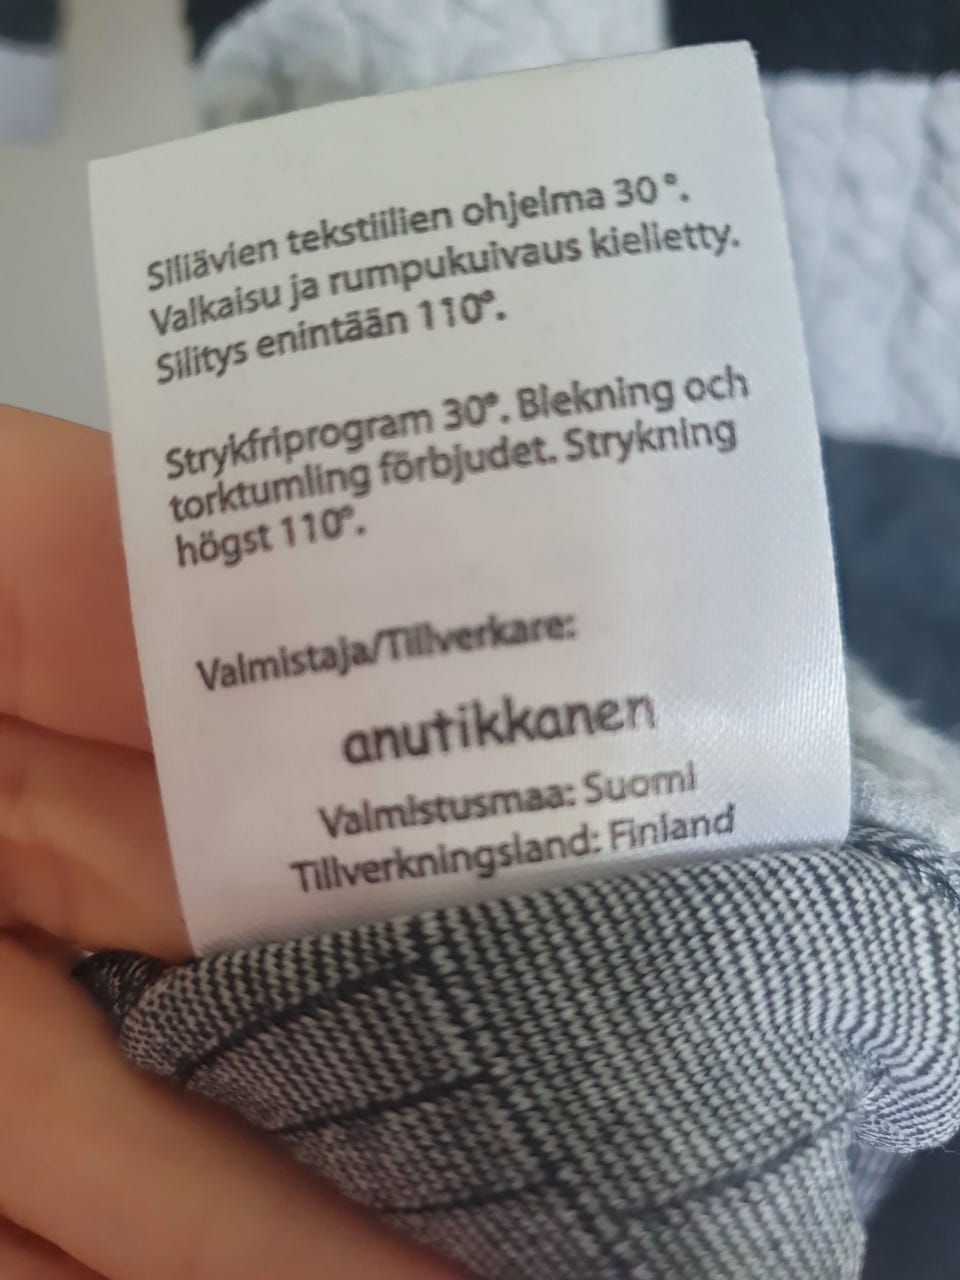 Siliävien tekstiilien ohjelma 30°.
Valkaisu ja rumpukuivaus kielletty.
Silitys enintään 110°.
Strykfriprogram 30°. Blekning och
torktumling förbjudet. Strykning
högst 110°.
Valmistaja/Tillverkare:
anutikkanen
Valmistusmaa: Suomi
Tillverkningsland: Finland